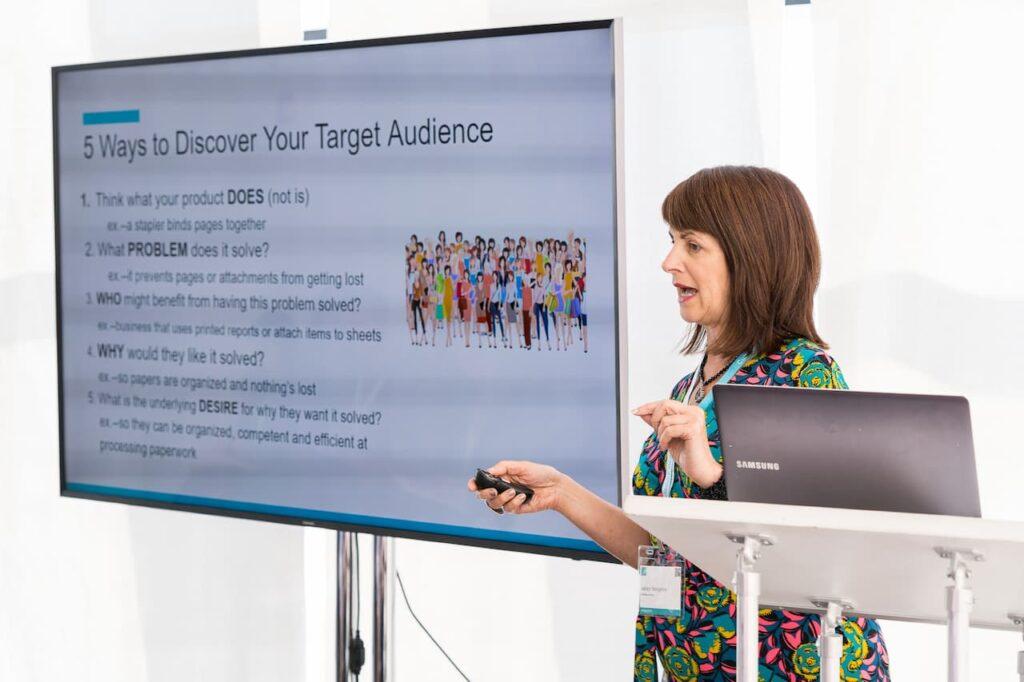 5 Ways to Discover Your Target Audience
1. Think what your product DOES (not is)
ex.–a stapler binds pages together
2. What PROBLEM does it solve?
ex.–it prevents pages or attachments from getting lost
3. WHO might benefit from having this problem solved?
ex.–business that uses printed reports or attach items to sheets
4. WHY would they like it solved?
ex.–so papers are organized and nothing's lost
5. What is the underlying DESIRE for why they want it solved?
ex.–so they can be organized, competent and efficient at
processing paperwork
SAMSUNG